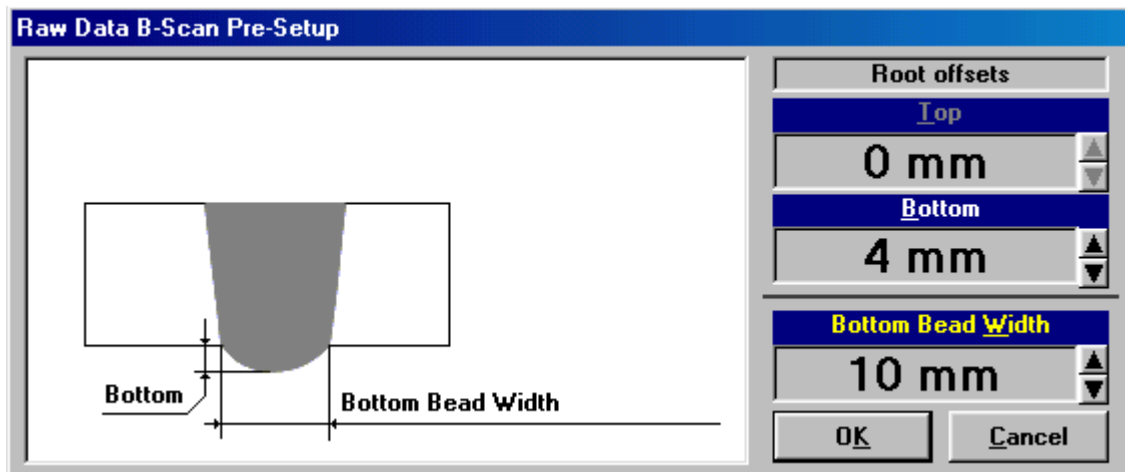 Raw Data B-Scan Pre-Setup
Root offsets
Top
0 mm
Bottom
4 mm
Bottom Bead Width
10 mm
OK
Cancel
Bottom
Bottom Bead Width